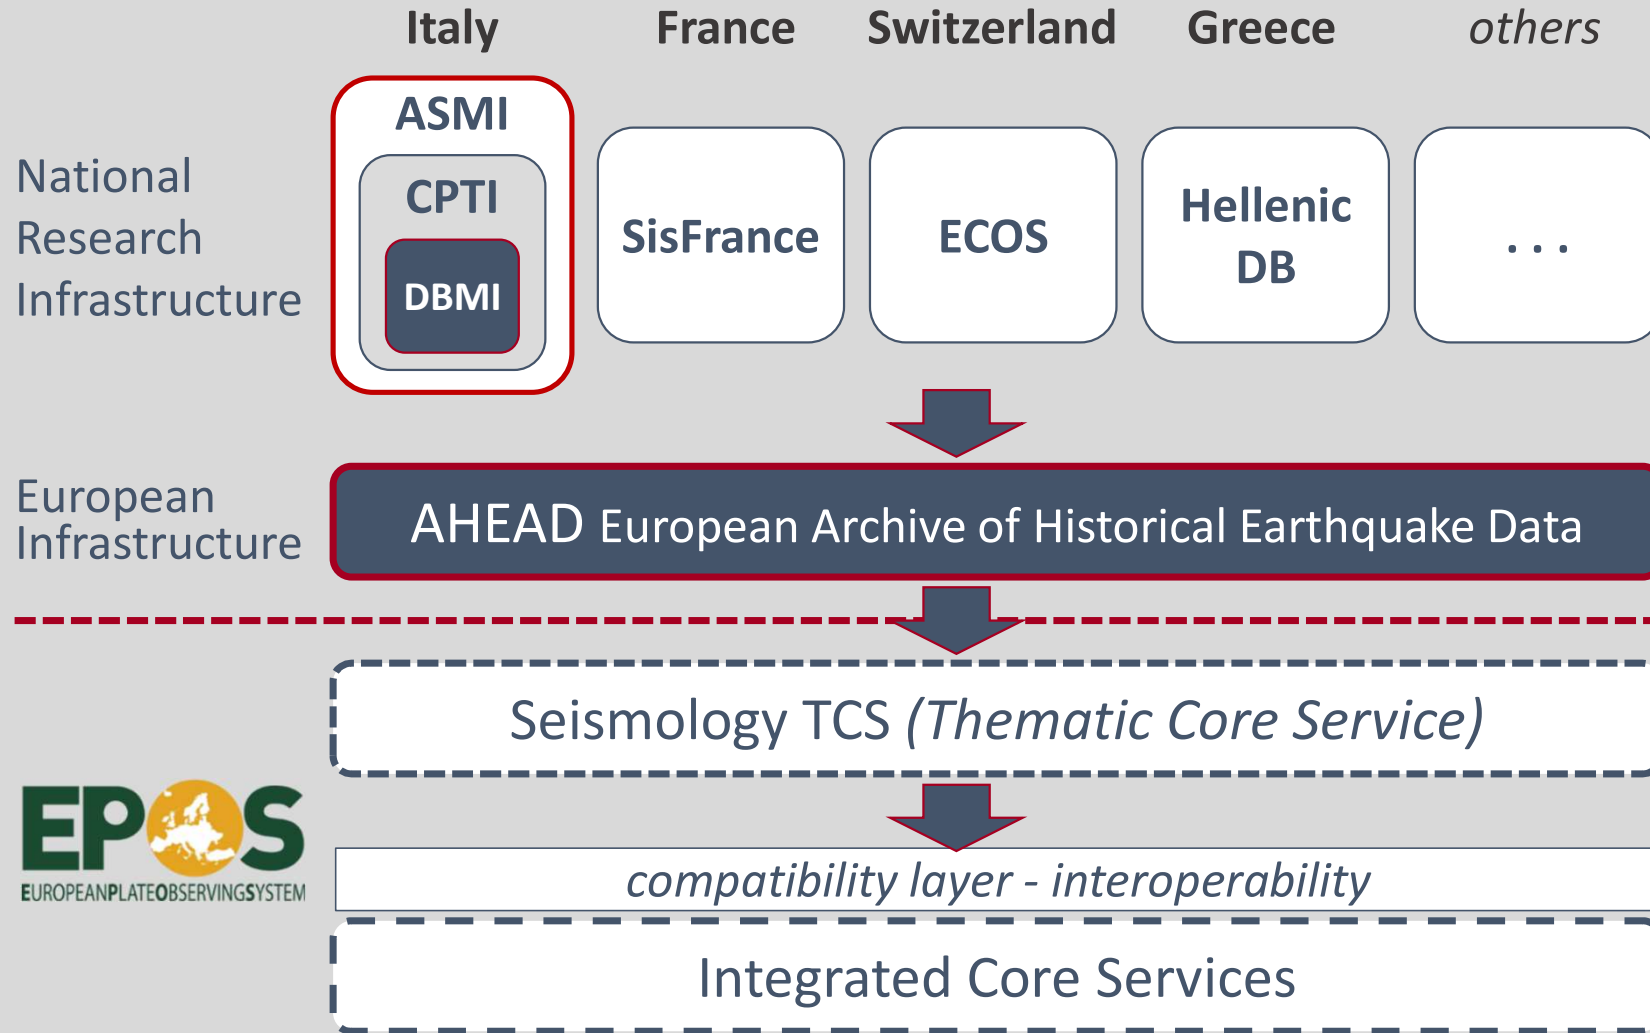 Italy France Switzerland Greece others
National
Research
Infrastructure
ASMI
CPTI
DBMI
SisFrance
ECOS
Hellenic
DB
...
European
Infrastructure
AHEAD European Archive of Historical Earthquake Data
Seismology TCS (Thematic Core Service)
EPOS
EUROPEANPLATEOBSERVINGSYSTEM
compatibility layer - interoperability
Integrated Core Services